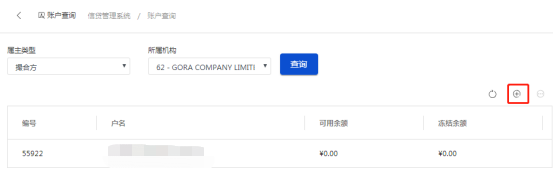 账户查询 信贷管理系统 / 账户查询
属主类型 所属机构
撮合方 62 - GORA COMPANY LIMITI 查询
编号 户名 可用余额 冻结余额
55922 ¥0.00 ¥0.00